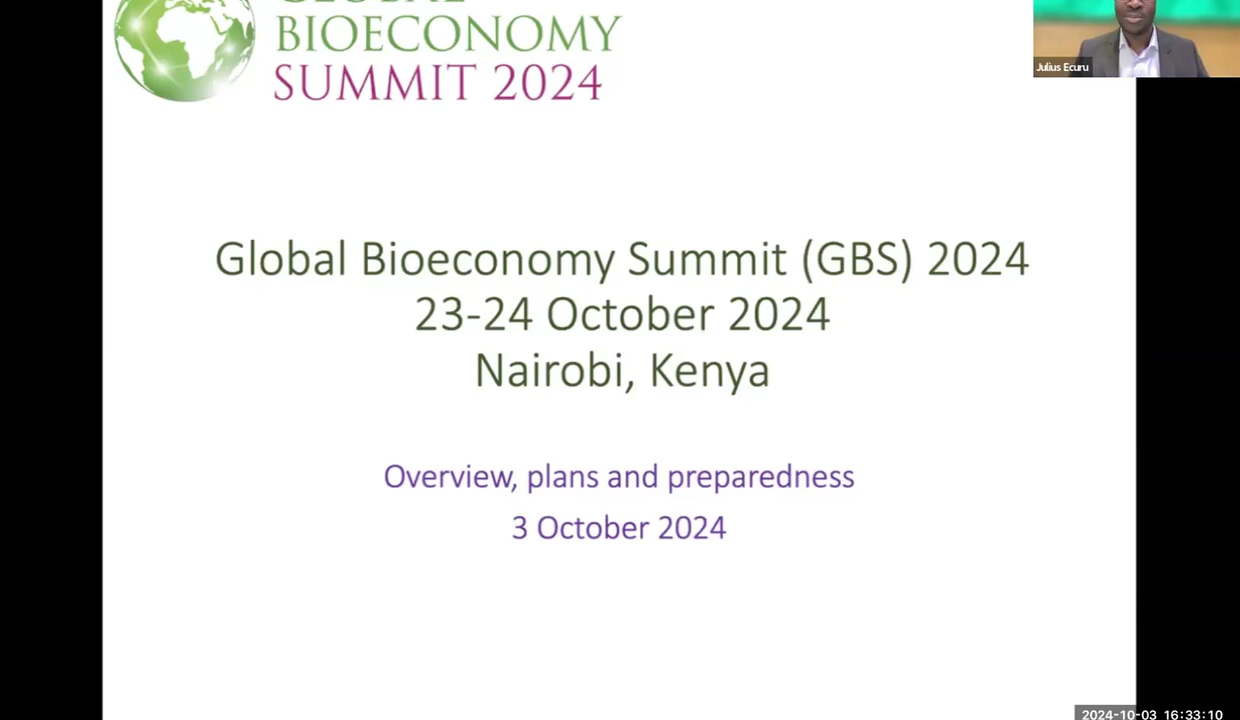 GLOBAL
BIOECONOMY
SUMMIT 2024
Julius Ecuru
Global Bioeconomy Summit (GBS) 2024
23-24 October 2024
Nairobi, Kenya
Overview, plans and preparedness
3 October 2024
2024-10-03 16:33:10